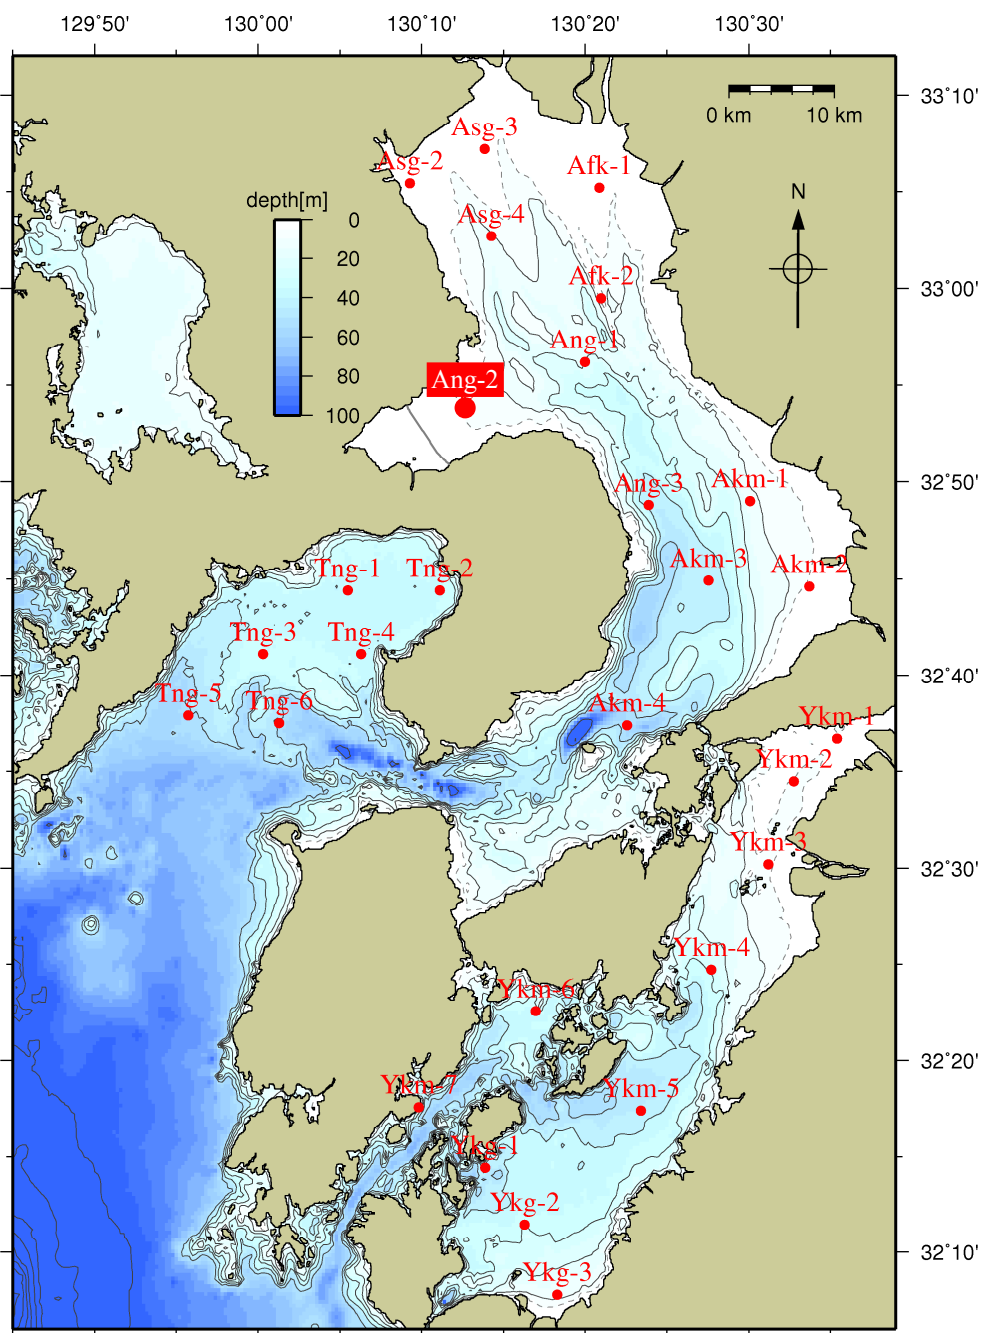 129°50' 130°00' 130°10' 130°20' 130°30'
33°10'
33°00'
32°50'
32°40'
32°30'
32°20'
32°10'
0 km 10 km
N
depth[m]
0
20
40
60
80
100
Asg-3
Asg-2
Afk-1
Asg-4
Afk-2
Ang-1
Ang-2
Ang-3
Akm-1
Akm-3
Akm-2
Tng-1
Tng-2
Tng-3
Tng-4
Tng-5
Tng-6
Akm-4
Ykm-1
Ykm-2
Ykm-3
Ykm-4
Ykm-6
Ykm-7
Ykm-5
Ykg-1
Ykg-2
Ykg-3